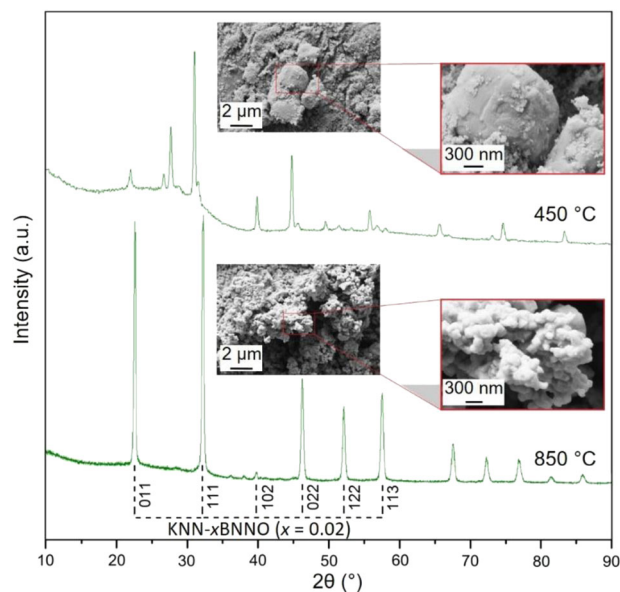 2 μm
300 nm
450 °C
2 μm
300 nm
850 °C
011
111
102
022
122
113
KNN-xBNNO (x = 0.02)
10 20 30 40 50 60 70 80 90
2θ (°)
Intensity (a.u.)